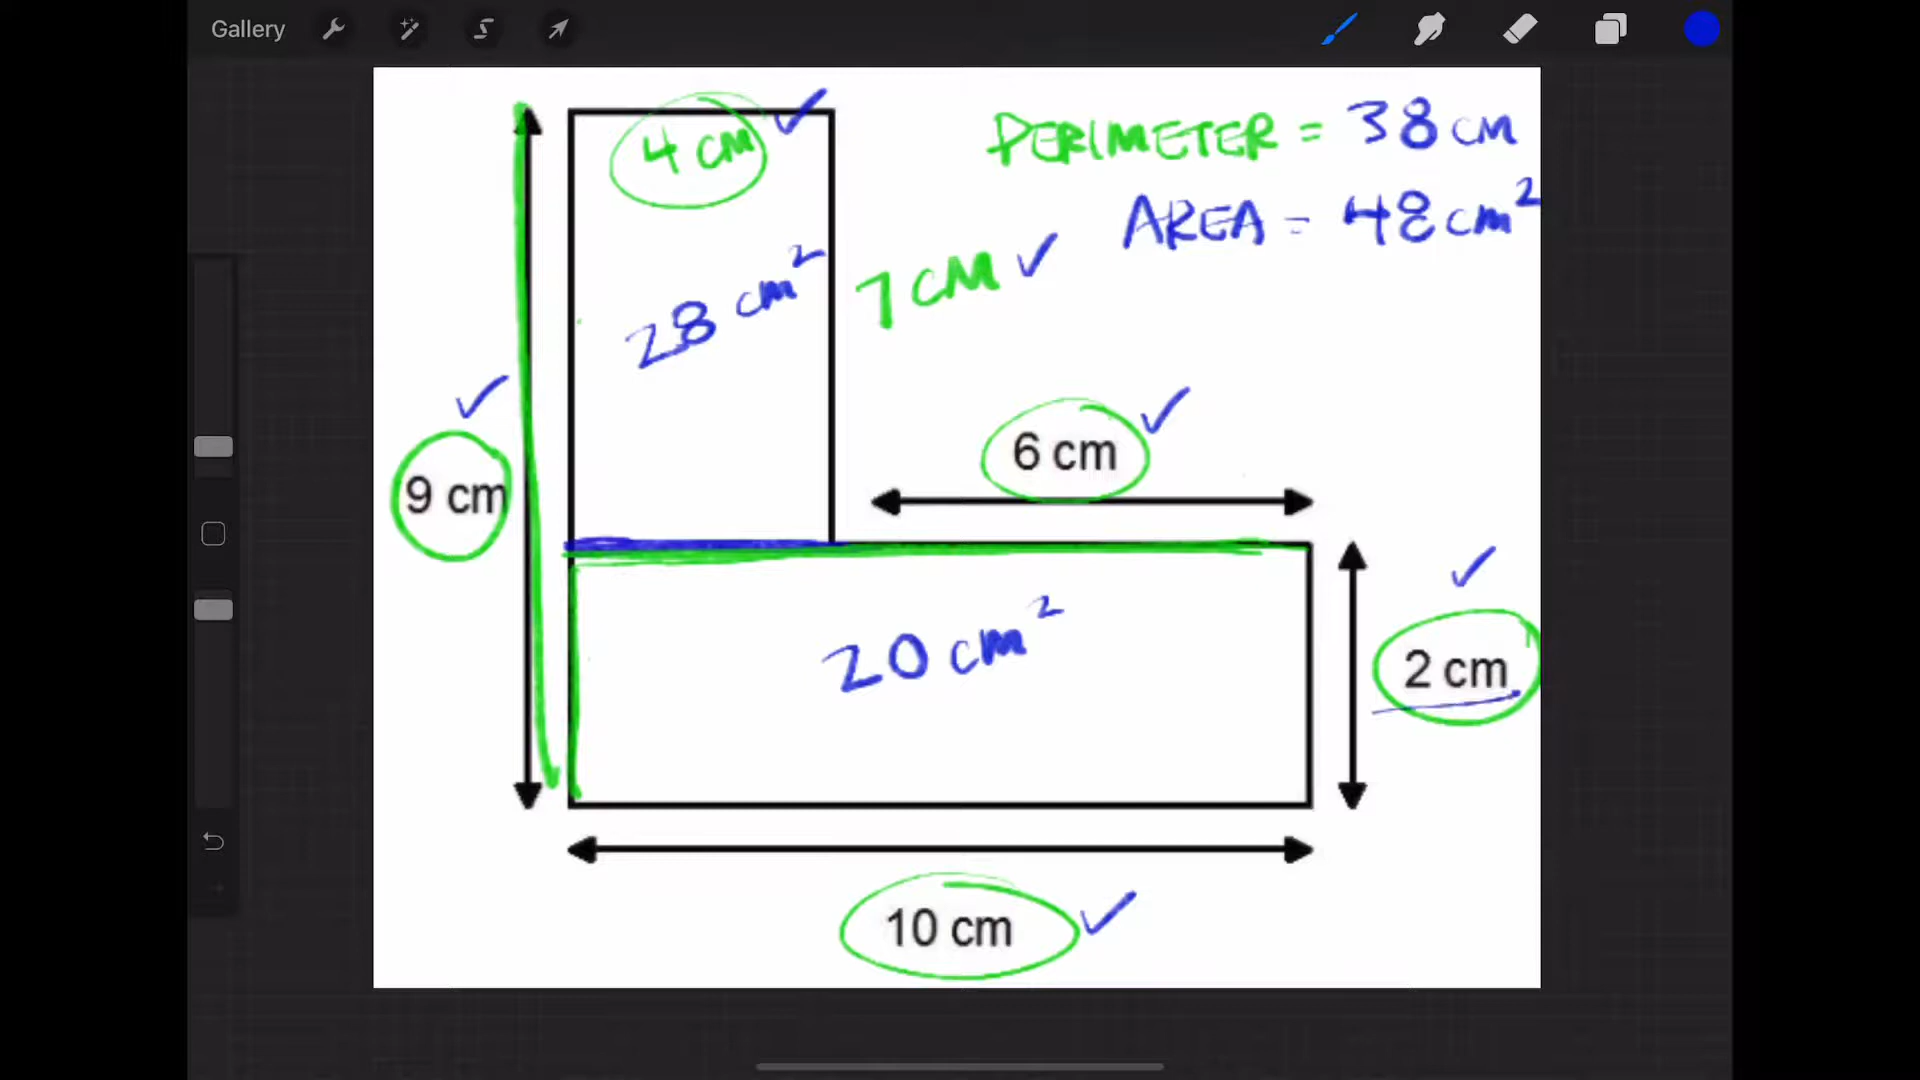 Gallery
4 cm
PERIMETER = 38 cm
AREA = 48 cm²
7 CM
28 cm²
6 cm
9 cm
20 cm²
2 cm
10 cm